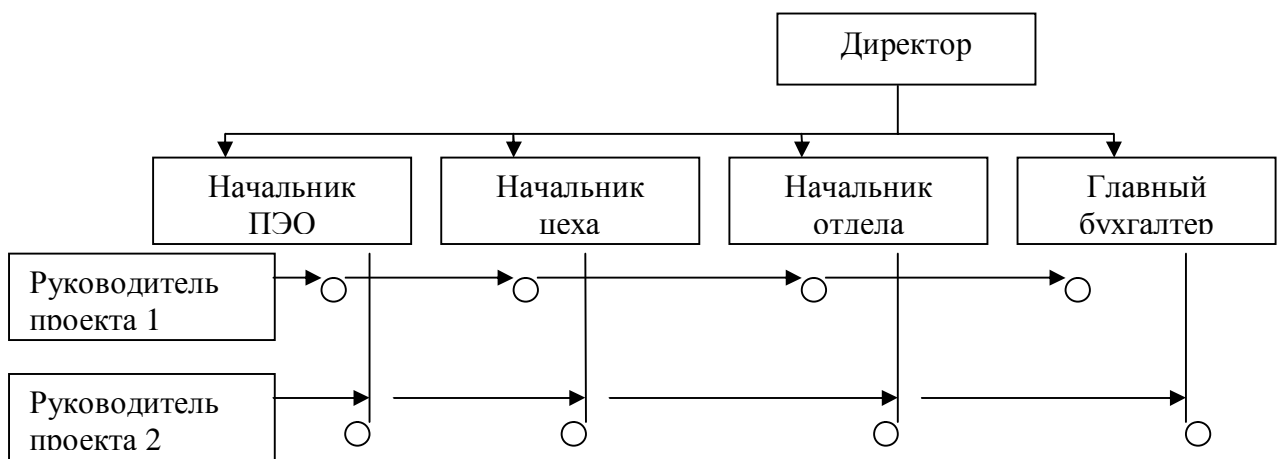 Директор
Начальник
ПЭО
Начальник
цеха
Начальник
отдела
Главный
бухгалтер
Руководитель
проекта 1
Руководитель
проекта 2